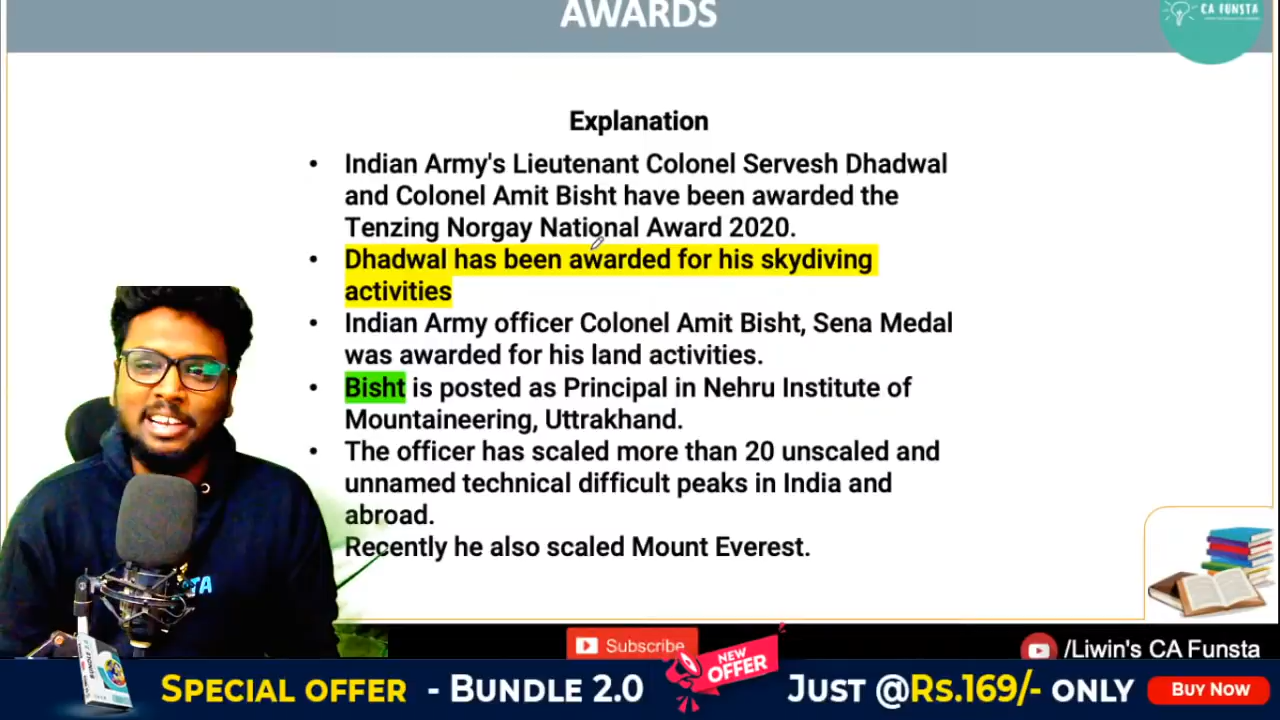 AWARDS
CA FUNSTA
Explanation
• Indian Army's Lieutenant Colonel Servesh Dhadwal
and Colonel Amit Bisht have been awarded the
Tenzing Norgay National Award 2020.
• Dhadwal has been awarded for his skydiving
activities
• Indian Army officer Colonel Amit Bisht, Sena Medal
was awarded for his land activities.
• Bisht is posted as Principal in Nehru Institute of
Mountaineering, Uttrakhand.
• The officer has scaled more than 20 unscaled and
unnamed technical difficult peaks in India and
abroad.
Recently he also scaled Mount Everest.
TA
Subscribe
/Liwin's CA Funsta
SPECIAL OFFER - BUNDLE 2.0
NEW
OFFER
JUST @RS.169/- ONLY
Buy Now
BUNDLE 2.0